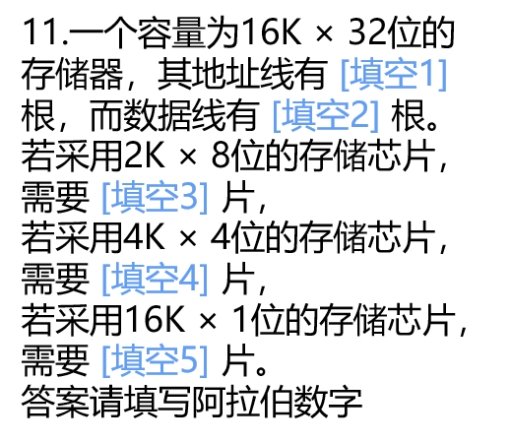 11.一个容量为16K × 32位的
存储器，其地址线有 [填空1]
根，而数据线有 [填空2] 根。
若采用2K × 8位的存储芯片，
需要 [填空3] 片，
若采用4K × 4位的存储芯片，
需要 [填空4] 片，
若采用16K × 1位的存储芯片，
需要 [填空5] 片。
答案请填写阿拉伯数字